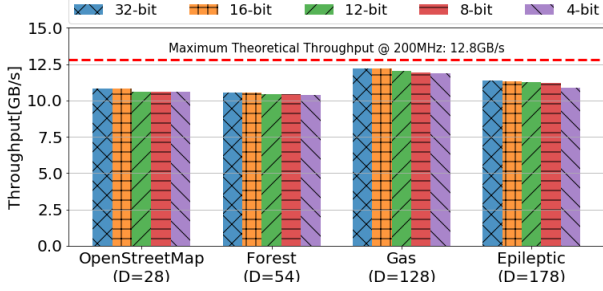 32-bit 16-bit 12-bit 8-bit 4-bit
Maximum Theoretical Throughput @ 200MHz: 12.8GB/s
Throughput[GB/s]
15.0
12.5
10.0
7.5
5.0
2.5
0.0
OpenStreetMap Forest Gas Epileptic
(D=28) (D=54) (D=128) (D=178)